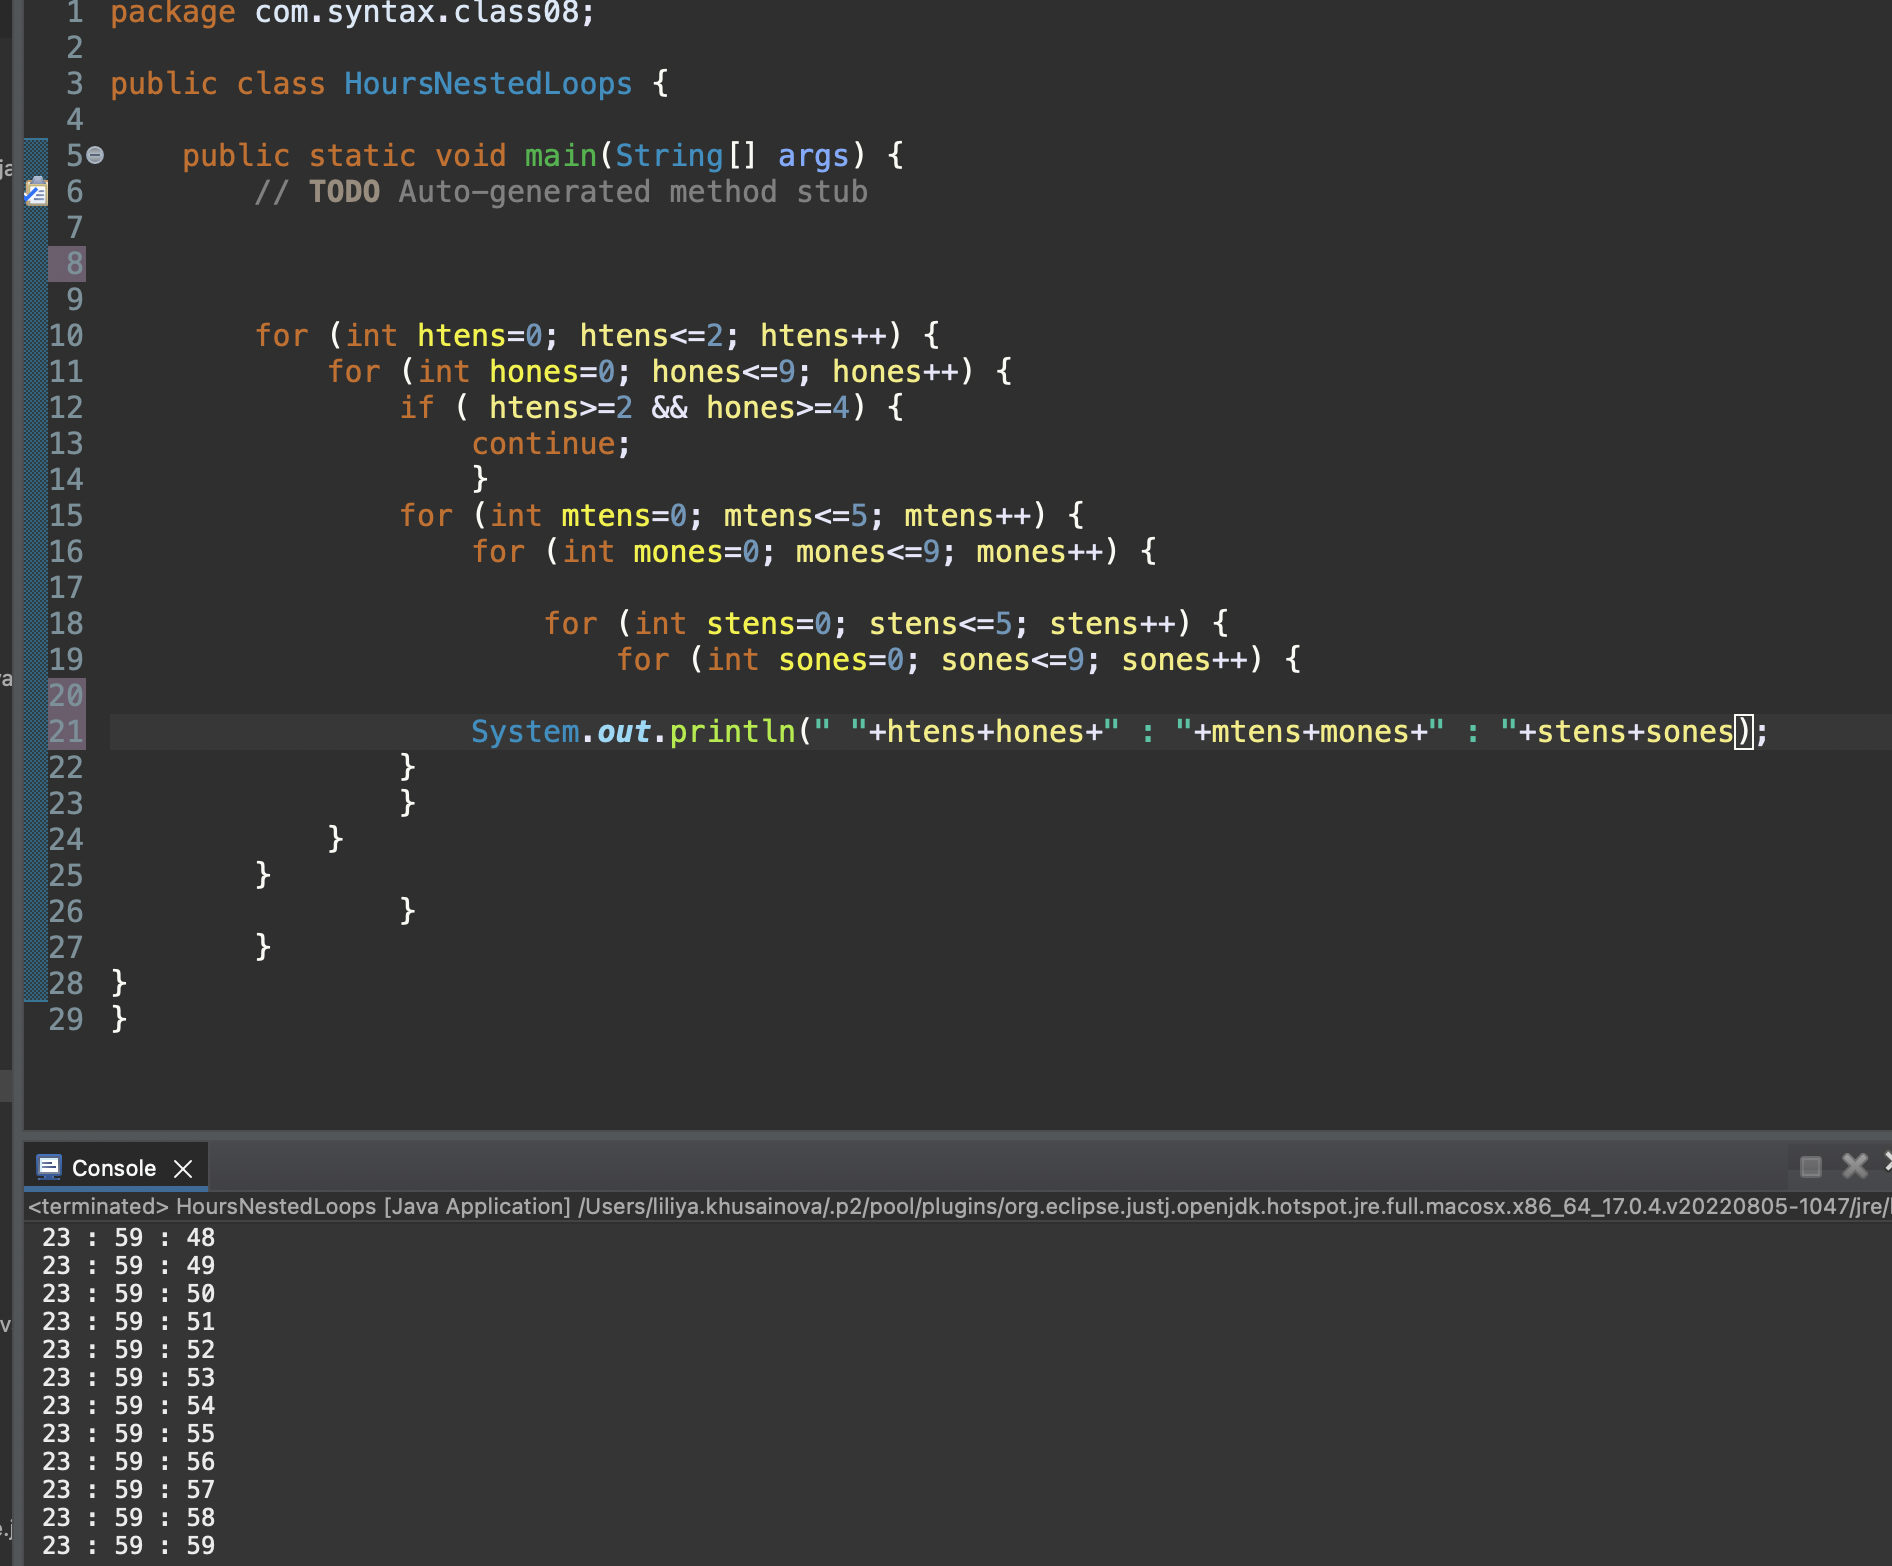 1 package com.syntax.class08;
2
3 public class HoursNestedLoops {
4
5 public static void main(String[] args) {
6 // TODO Auto-generated method stub
7
8
9
10 for (int htens=0; htens<=2; htens++) {
11 for (int hones=0; hones<=9; hones++) {
12 if ( htens>=2 && hones>=4) {
13 continue;
14 }
15 for (int mtens=0; mtens<=5; mtens++) {
16 for (int mones=0; mones<=9; mones++) {
17
18 for (int stens=0; stens<=5; stens++) {
19 for (int sones=0; sones<=9; sones++) {
20
21 System.out.println(" "+htens+hones+" : "+mtens+mones+" : "+stens+sones);
22 }
23 }
24 }
25 }
26 }
27 }
28 }
29 }
Console
<terminated> HoursNestedLoops [Java Application] /Users/liliya.khusainova/.p2/pool/plugins/org.eclipse.justj.openjdk.hotspot.jre.full.macosx.x86_64_17.0.4.v20220805-1047/jre/
23 : 59 : 48
23 : 59 : 49
23 : 59 : 50
23 : 59 : 51
23 : 59 : 52
23 : 59 : 53
23 : 59 : 54
23 : 59 : 55
23 : 59 : 56
23 : 59 : 57
23 : 59 : 58
23 : 59 : 59